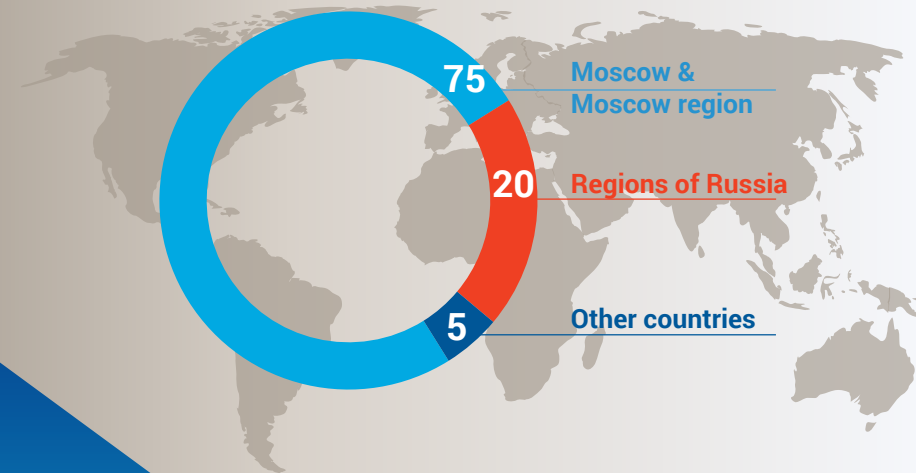 75
Moscow &
Moscow region
20
Regions of Russia
5
Other countries